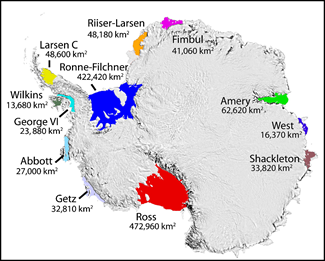 Riiser-Larsen
48,180 km²
Fimbul
41,060 km²
Larsen C
48,600 km²
Ronne-Filchner
422,420 km²
Wilkins
13,680 km²
George VI
23,880 km²
Amery
62,620 km²
West
16,370 km²
Abbott
27,000 km²
Shackleton
33,820 km²
Getz
32,810 km²
Ross
472,960 km²